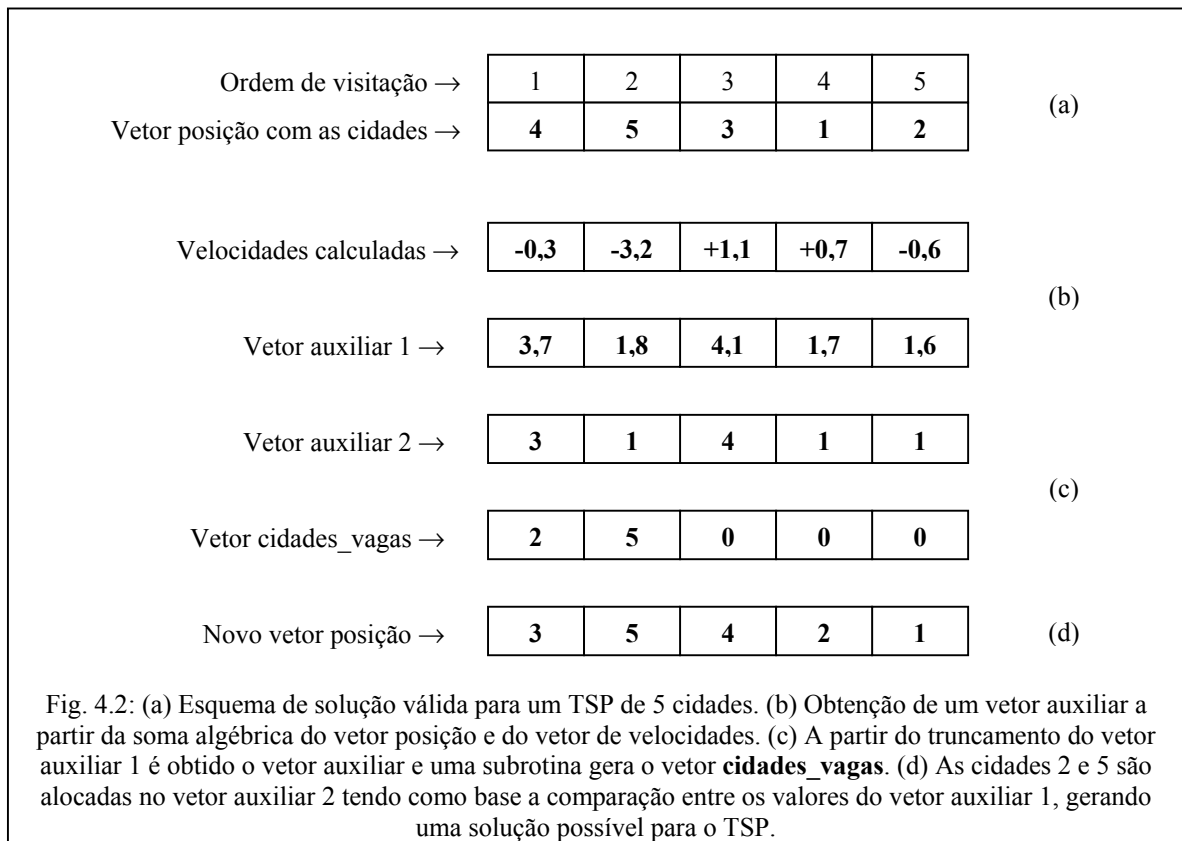 Ordem de visitação → 1 2 3 4 5
(a)
Vetor posição com as cidades → 4 5 3 1 2
Velocidades calculadas → -0,3 -3,2 +1,1 +0,7 -0,6
(b)
Vetor auxiliar 1 → 3,7 1,8 4,1 1,7 1,6
Vetor auxiliar 2 → 3 1 4 1 1
(c)
Vetor cidades_vagas → 2 5 0 0 0
Novo vetor posição → 3 5 4 2 1 (d)
Fig. 4.2: (a) Esquema de solução válida para um TSP de 5 cidades. (b) Obtenção de um vetor auxiliar a
partir da soma algébrica do vetor posição e do vetor de velocidades. (c) A partir do truncamento do vetor
auxiliar 1 é obtido o vetor auxiliar e uma subrotina gera o vetor cidades_vagas. (d) As cidades 2 e 5 são
alocadas no vetor auxiliar 2 tendo como base a comparação entre os valores do vetor auxiliar 1, gerando
uma solução possível para o TSP.